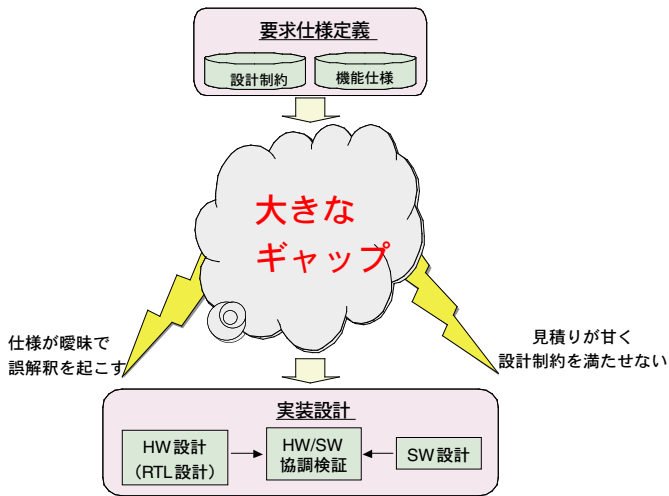 要求仕様定義
設計制約
機能仕様
大きな
ギャップ
仕様が曖昧で
誤解釈を起こす
見積りが甘く
設計制約を満たせない
実装設計
HW設計
(RTL設計)
HW/SW
協調検証
SW設計